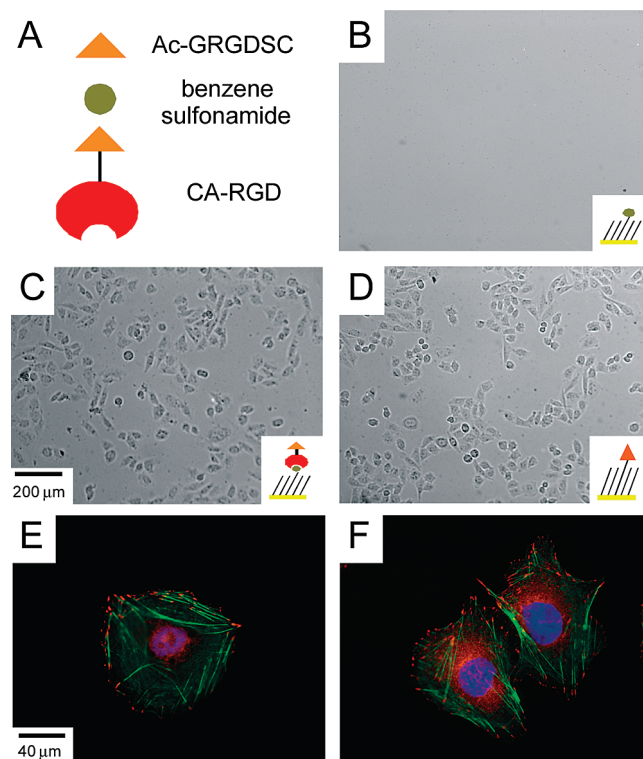 A
Ac-GRGDSC
benzene
sulfonamide
CA-RGD
B
C
200 μm
D
E
40 μm
F